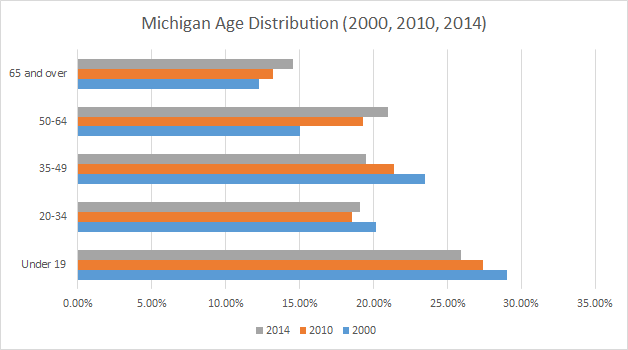 Michigan Age Distribution (2000, 2010, 2014)
65 and over
50-64
35-49
20-34
Under 19
0.00% 5.00% 10.00% 15.00% 20.00% 25.00% 30.00% 35.00%
2014 2010 2000